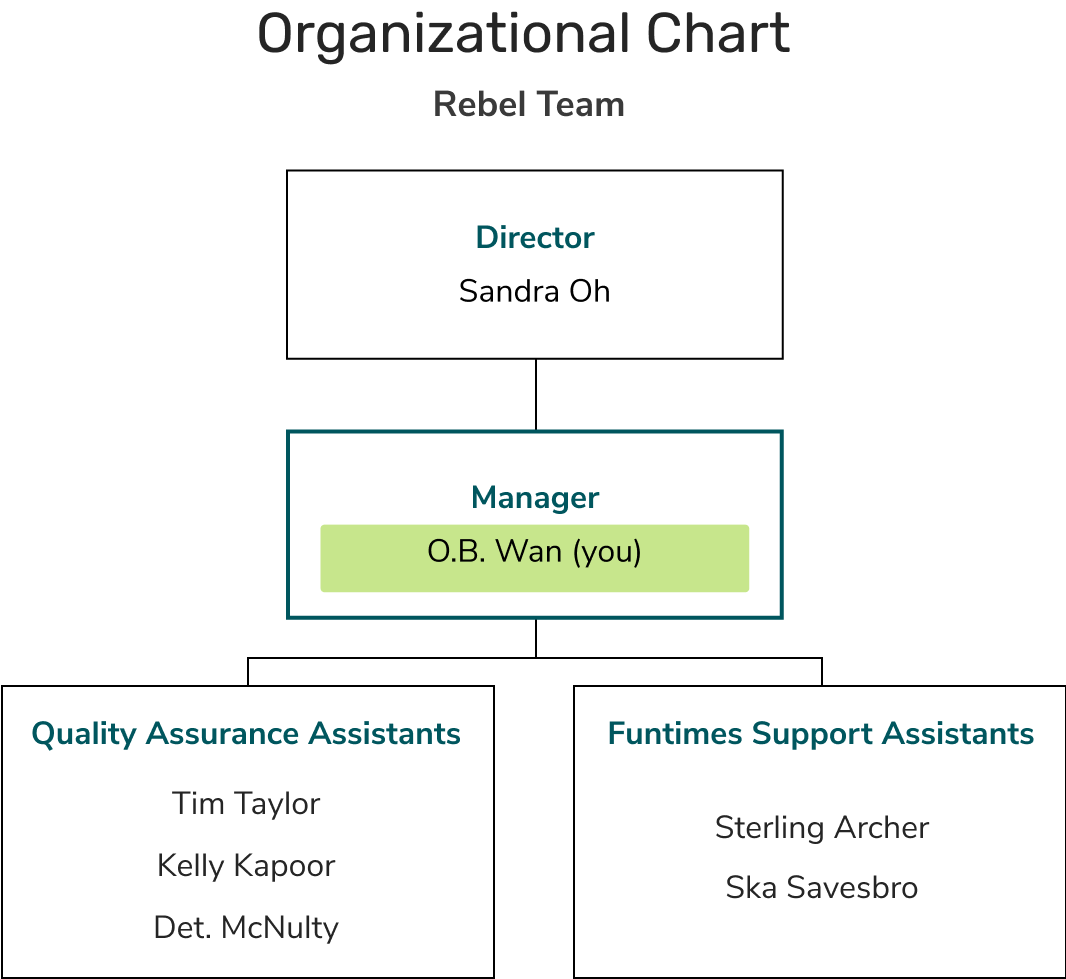 Organizational Chart
Rebel Team
Director
Sandra Oh
Manager
O.B. Wan (you)
Quality Assurance Assistants
Tim Taylor
Kelly Kapoor
Det. McNulty
Funtimes Support Assistants
Sterling Archer
Ska Savesbro